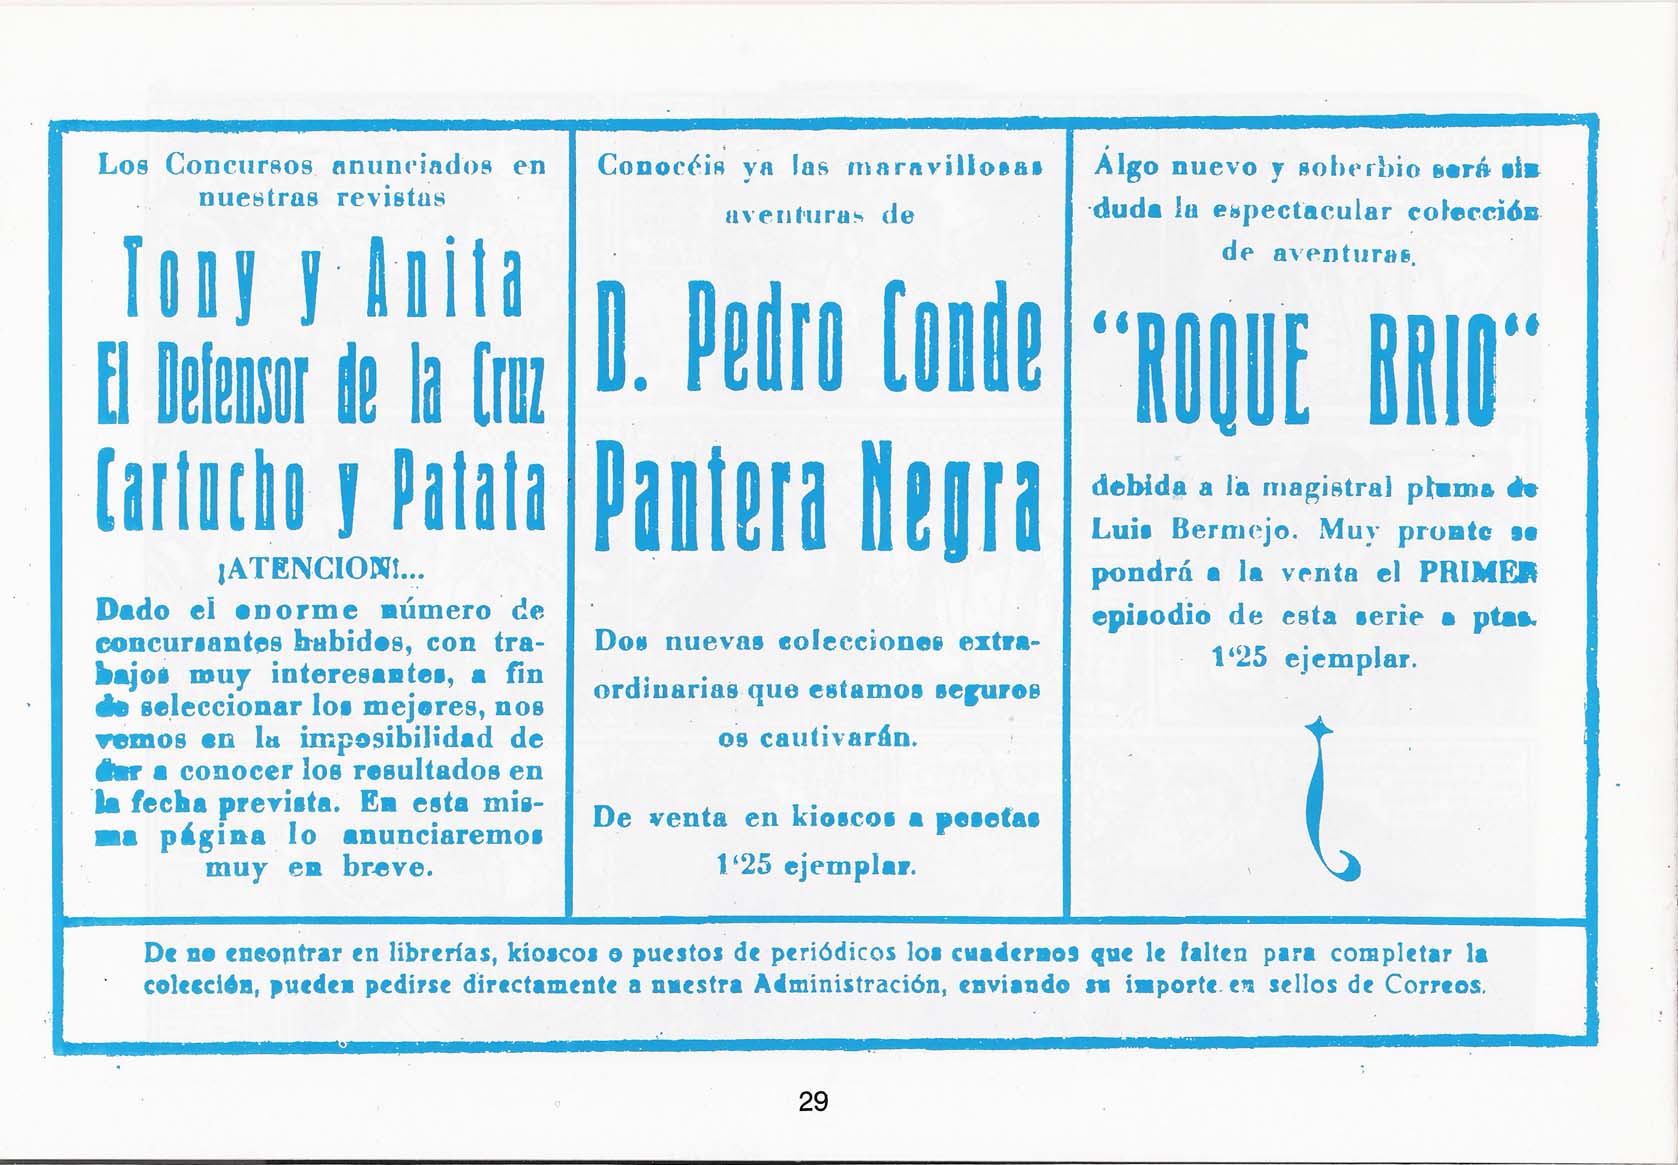 Los Concursos anunciados en
nuestras revistas
Tony y Anita
El Defensor de la Cruz
Cartucho y Patata
¡ATENCION!...
Dado el enorme número de
concursantes habidos, con tra-
bajos muy interesantes, a fin
de seleccionar los mejores, nos
vemos en la imposibilidad de
dar a conocer los resultados en
la fecha prevista. En esta mis-
ma página lo anunciaremos
muy en breve.
Conocéis ya las maravillosas
aventuras de
D. Pedro Conde
Pantera Negra
Dos nuevas colecciones extra-
ordinarias que estamos seguros
os cautivarán.
De venta en kioscos a pesetas
1‘25 ejemplar.
Álgo nuevo y soberbio será sin
duda la espectacular colección
de aventuras.
“ROQUE BRIO“
debida a la magistral pluma de
Luis Bermejo. Muy pronto se
pondrá a la venta el PRIMER
episodio de esta serie a ptas.
1‘25 ejemplar.
De no encontrar en librerías, kioscos o puestos de periódicos los cuadernos que le falten para completar la
colección, pueden pedirse directamente a nuestra Administración, enviando su importe en sellos de Correos.
29